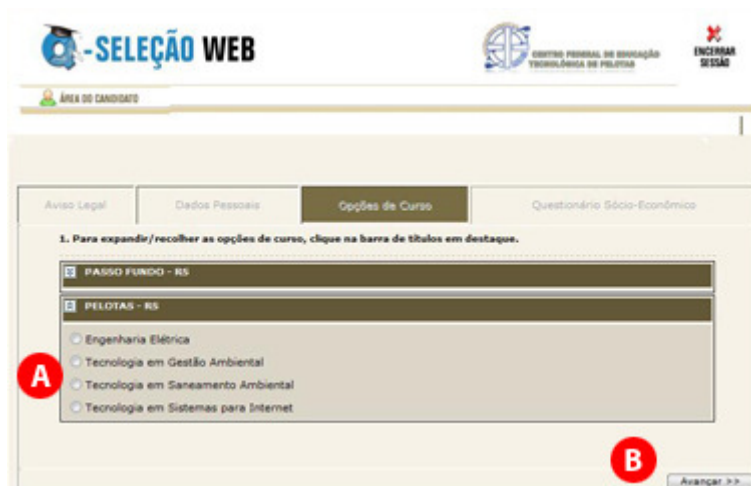 Q-SELEÇÃO WEB
CENTRO FEDERAL DE EDUCAÇÃO
TECNOLÓGICA DE PELOTAS
ENCERRAR
SESSÃO
ÁREA DO CANDIDATO
Aviso Legal
Dados Pessoais
Opções de Curso
Questionário Sócio-Econômico
1. Para expandir/recolher as opções de curso, clique na barra de títulos em destaque.
PASSO FUNDO - RS
PELOTAS - RS
Engenharia Elétrica
Tecnologia em Gestão Ambiental
A
Tecnologia em Saneamento Ambiental
Tecnologia em Sistemas para Internet
B
Avançar >>